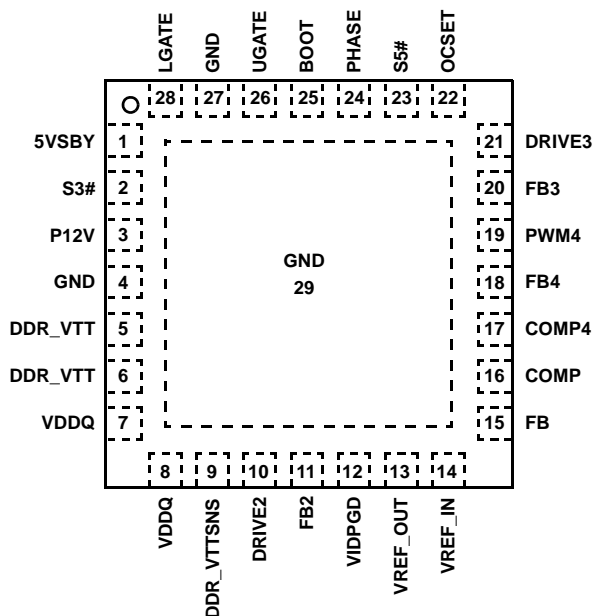 LGATE
GND
UGATE
BOOT
PHASE
S5#
OCSET
28 27 26 25 24 23 22
5VSBY 1 21 DRIVE3
S3# 2 20 FB3
P12V 3 19 PWM4
GND
29
GND 4 18 FB4
DDR_VTT 5 17 COMP4
DDR_VTT 6 16 COMP
VDDQ 7 15 FB
8 9 10 11 12 13 14
VDDQ
DDR_VTTSNS
DRIVE2
FB2
VIDPGD
VREF_OUT
VREF_IN